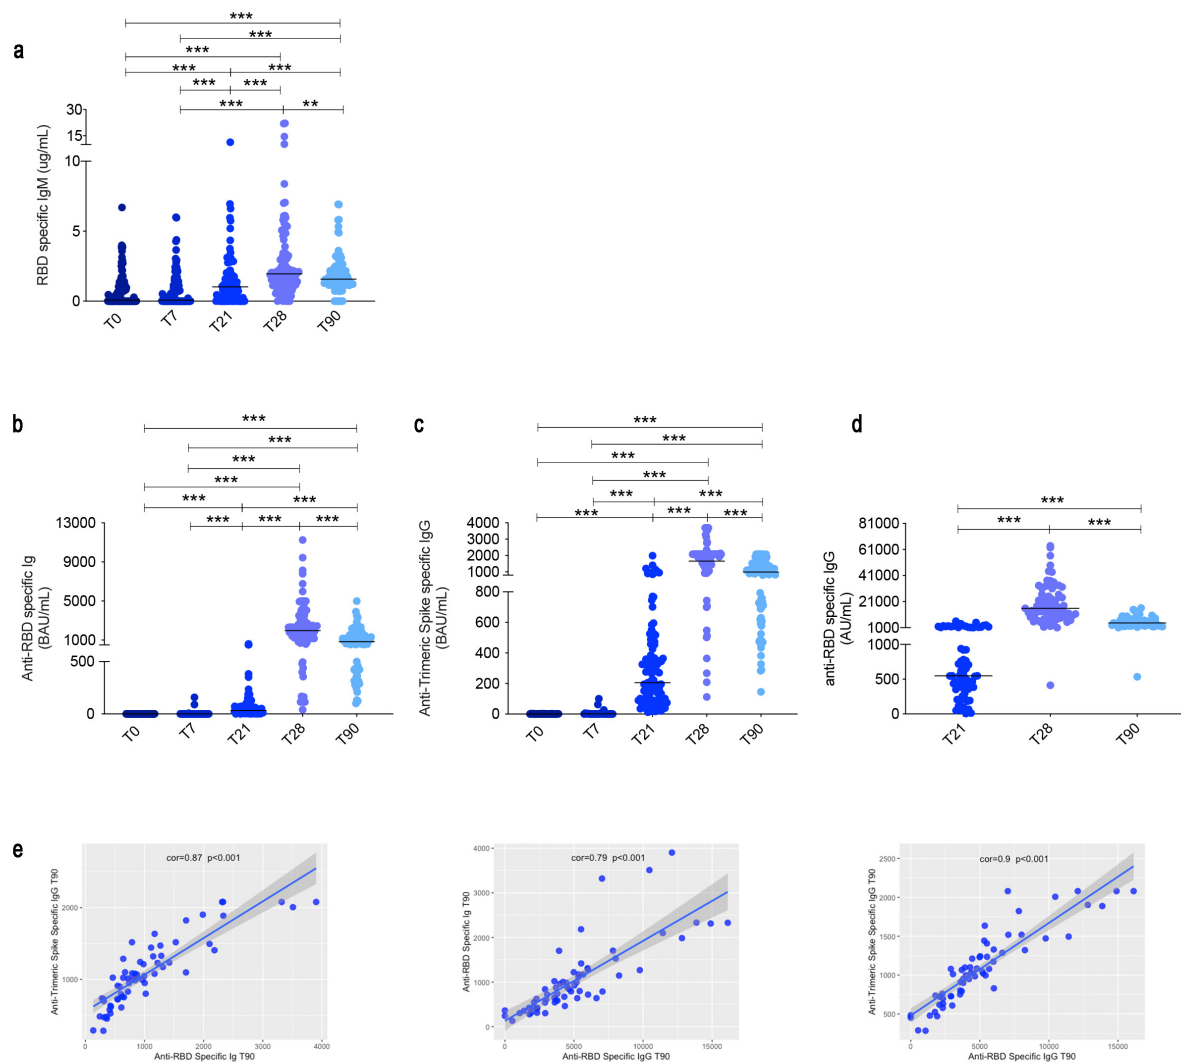 a
***
***
***
*** ***
*** ***
*** **
RBD specific IgM (ug/mL)
30
15
10
5
0
T0 T7 T21 T28 T90
b
***
***
***
***
*** ***
*** *** ***
Anti-RBD specific Ig
(BAU/mL)
13000
9000
5000
1000
500
0
T0 T7 T21 T28 T90
c
***
***
***
***
*** ***
*** *** ***
Anti-Trimeric Spike specific IgG
(BAU/mL)
4000
3000
2000
1000
800
600
400
200
0
T0 T7 T21 T28 T90
d
***
*** ***
anti-RBD specific IgG
(AU/mL)
81000
61000
41000
21000
1000
1000
500
0
T21 T28 T90
e
cor=0.87 p<0.001
Anti-Trimeric Spike Specific IgG T90
2000
1000
0
0 1000 2000 3000 4000
Anti-RBD Specific Ig T90
cor=0.79 p<0.001
Anti-RBD Specific Ig T90
4000
3000
2000
1000
0
0 5000 10000 15000
Anti-RBD Specific IgG T90
cor=0.9 p<0.001
Anti-Trimeric Spike Specific IgG T90
2500
2000
1500
1000
500
0 5000 10000 15000
Anti-RBD Specific IgG T90